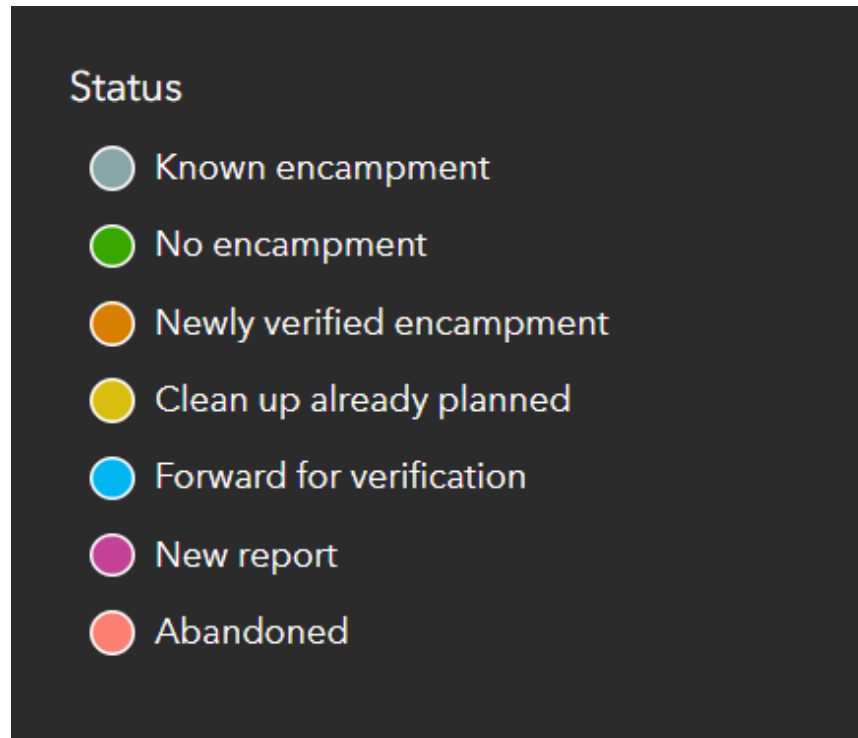 Status
Known encampment
No encampment
Newly verified encampment
Clean up already planned
Forward for verification
New report
Abandoned